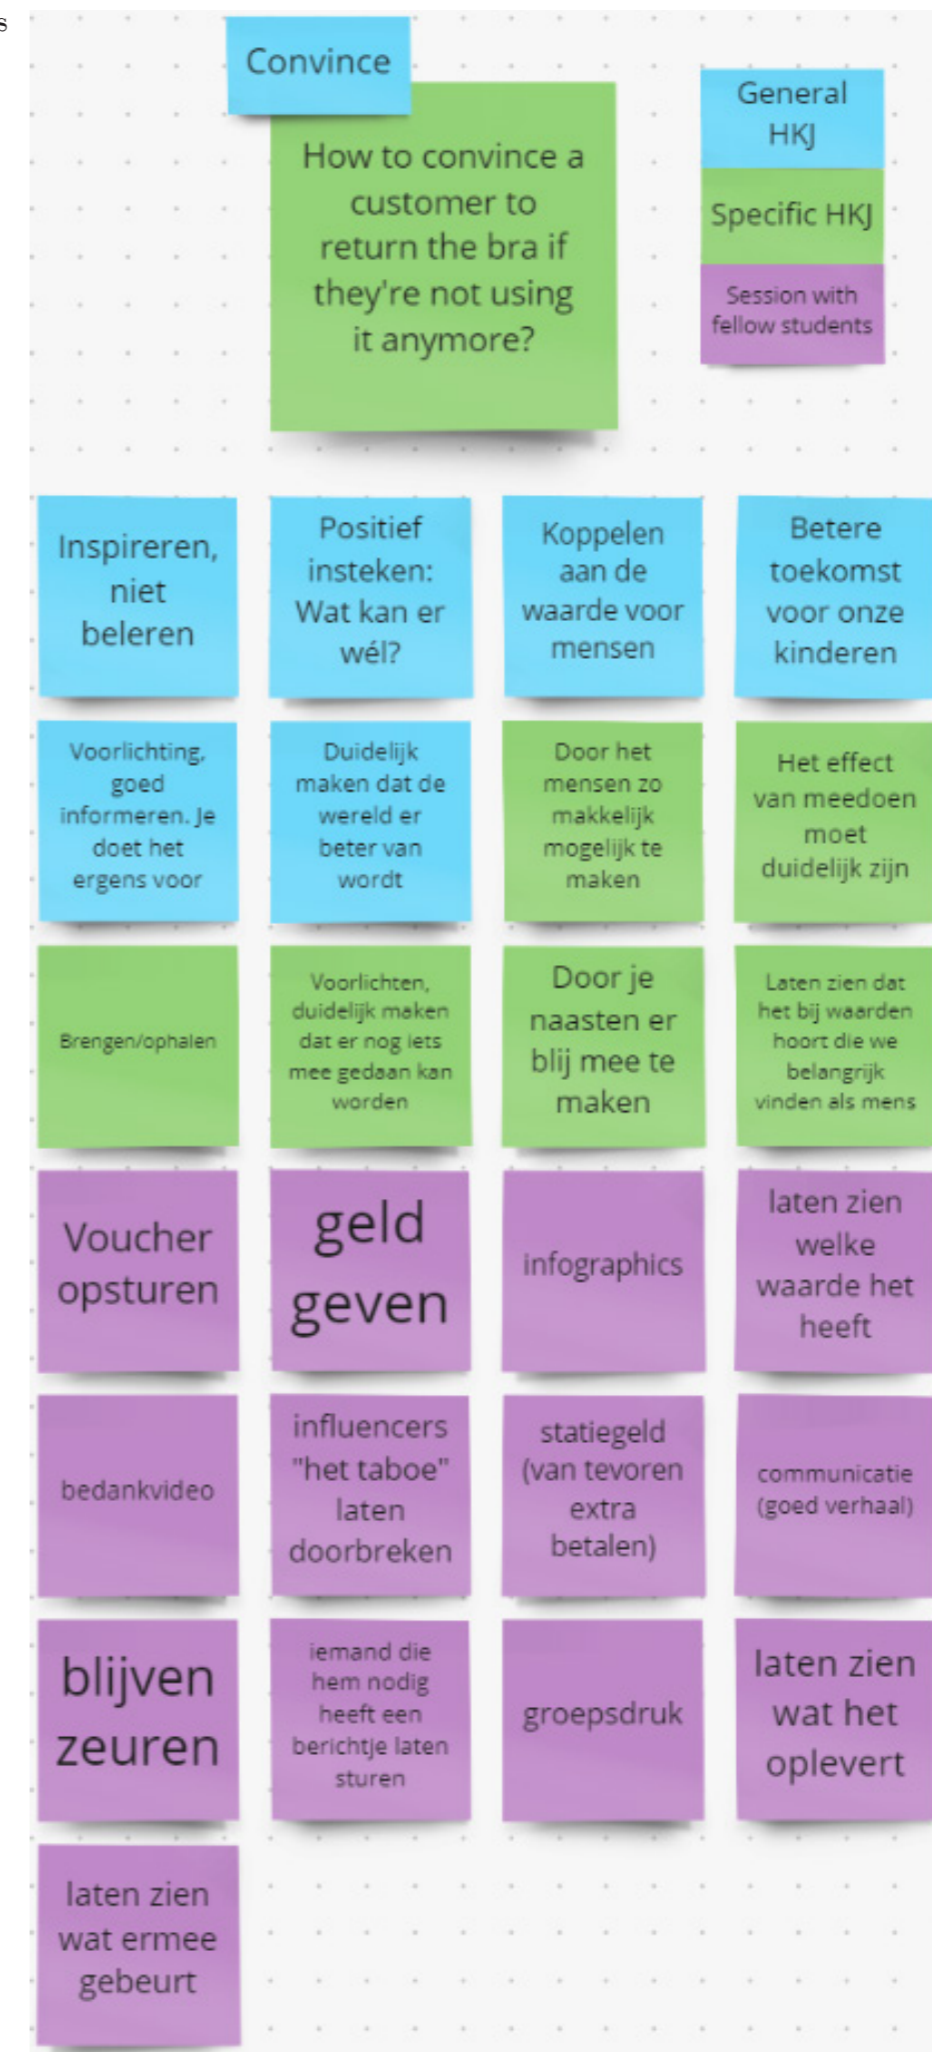 s
Convince
How to convince a
customer to
return the bra if
they're not using
it anymore?
General
HKJ
Specific HKJ
Session with
fellow students
Inspireren,
niet
beleren
Positief
insteken:
Wat kan er
wél?
Koppelen
aan de
waarde voor
mensen
Betere
toekomst
voor onze
kinderen
Voorlichting,
goed
informeren. Je
doet het
ergens voor
Duidelijk
maken dat de
wereld er
beter van
wordt
Door het
mensen zo
makkelijk
mogelijk te
maken
Het effect
van meedoen
moet
duidelijk zijn
Brengen/ophalen
Voorlichten,
duidelijk maken
dat er nog iets
mee gedaan kan
worden
Door je
naasten er
blij mee te
maken
Laten zien dat
het bij waarden
hoort die we
belangrijk
vinden als mens
Voucher
opsturen
geld
geven
infographics
laten zien
welke
waarde het
heeft
bedankvideo
influencers
"het taboe"
laten
doorbreken
statiegeld
(van tevoren
extra
betalen)
communicatie
(goed verhaal)
blijven
zeuren
iemand die
hem nodig
heeft een
berichtje laten
sturen
groepsdruk
laten zien
wat het
oplevert
laten zien
wat ermee
gebeurt